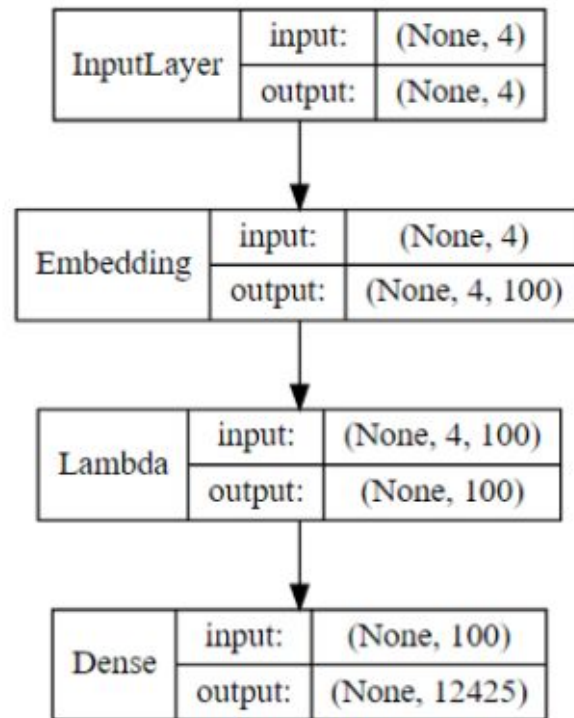 InputLayer input: (None, 4)
output: (None, 4)
Embedding input: (None, 4)
output: (None, 4, 100)
Lambda input: (None, 4, 100)
output: (None, 100)
Dense input: (None, 100)
output: (None, 12425)